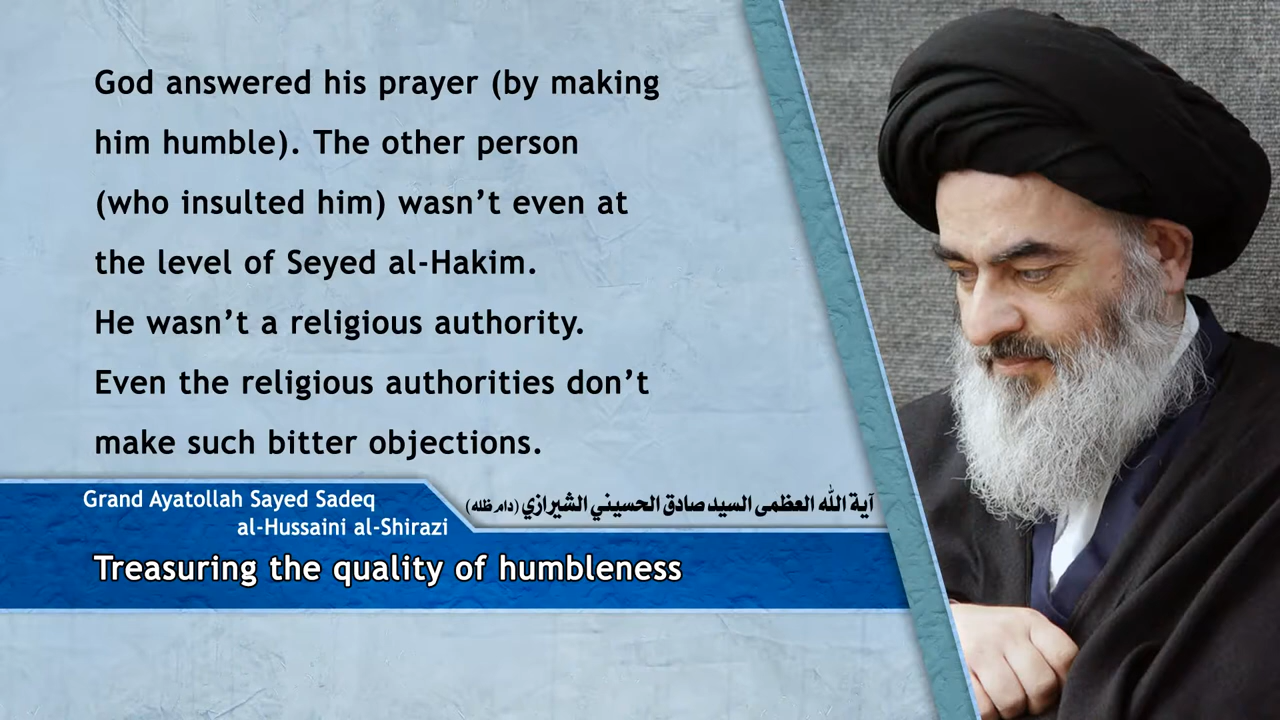 God answered his prayer (by making
him humble). The other person
(who insulted him) wasn’t even at
the level of Seyed al-Hakim.
He wasn’t a religious authority.
Even the religious authorities don’t
make such bitter objections.
Grand Ayatollah Sayed Sadeq
al-Hussaini al-Shirazi
آية الله العظمى السيد صادق الحسيني الشيرازي (دام ظله)
Treasuring the quality of humbleness